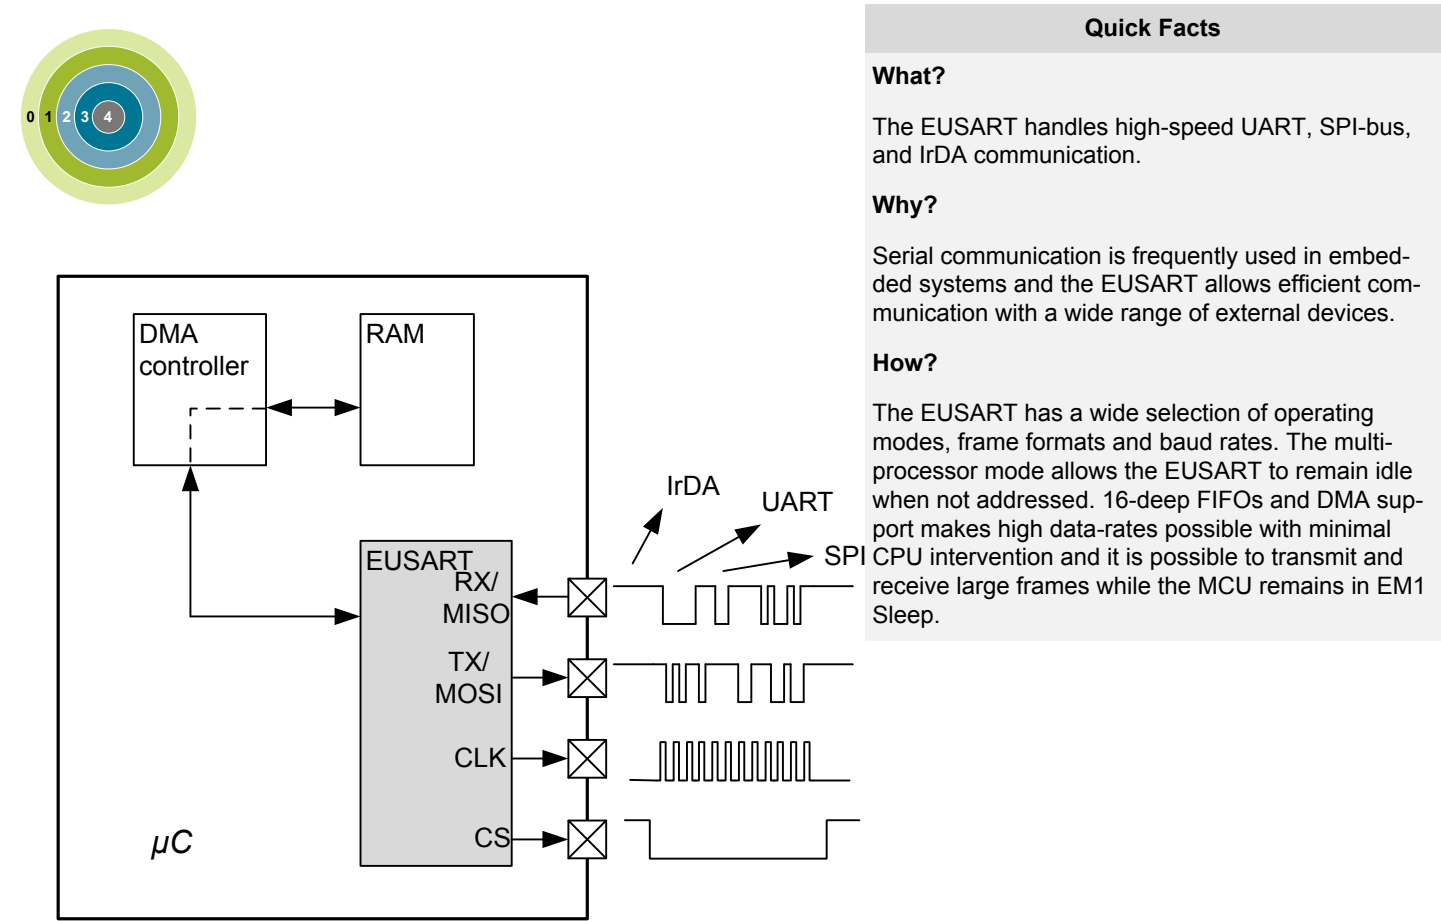 0 1 2 3 4
DMA
controller
RAM
EUSART
RX/
MISO
TX/
MOSI
CLK
CS
µC
IrDA
UART
SPI
Quick Facts
What?
The EUSART handles high-speed UART, SPI-bus,
and IrDA communication.
Why?
Serial communication is frequently used in embed-
ded systems and the EUSART allows efficient com-
munication with a wide range of external devices.
How?
The EUSART has a wide selection of operating
modes, frame formats and baud rates. The multi-
processor mode allows the EUSART to remain idle
when not addressed. 16-deep FIFOs and DMA sup-
port makes high data-rates possible with minimal
CPU intervention and it is possible to transmit and
receive large frames while the MCU remains in EM1
Sleep.